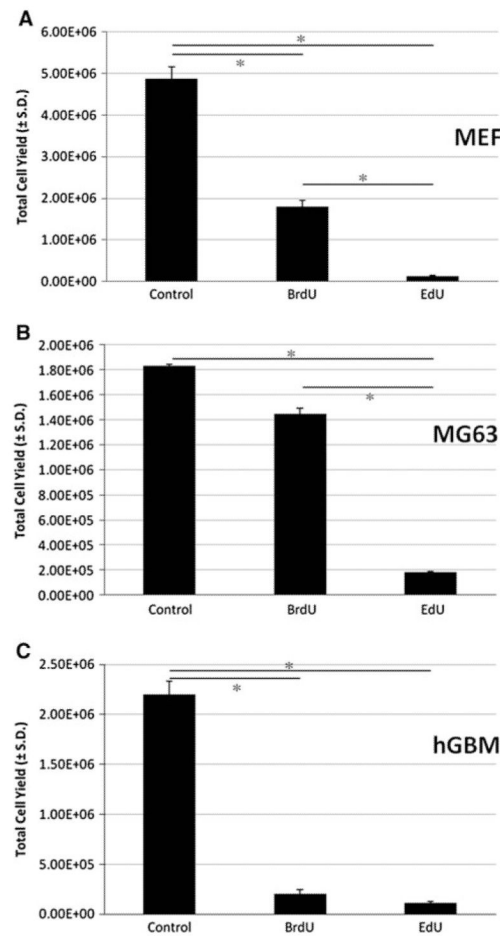 A
6.00E+06
5.00E+06
4.00E+06
3.00E+06
2.00E+06
1.00E+06
0.00E+00
Total Cell Yield (± S.D.)
*
*
*
MEF
Control BrdU EdU
B
2.00E+06
1.80E+06
1.60E+06
1.40E+06
1.20E+06
1.00E+06
8.00E+05
6.00E+05
4.00E+05
2.00E+05
0.00E+00
Total Cell Yield (± S.D.)
*
*
MG63
Control BrdU EdU
C
2.50E+06
2.00E+06
1.50E+06
1.00E+06
5.00E+05
0.00E+00
Total Cell Yield (± S.D.)
*
*
hGBM
Control BrdU EdU